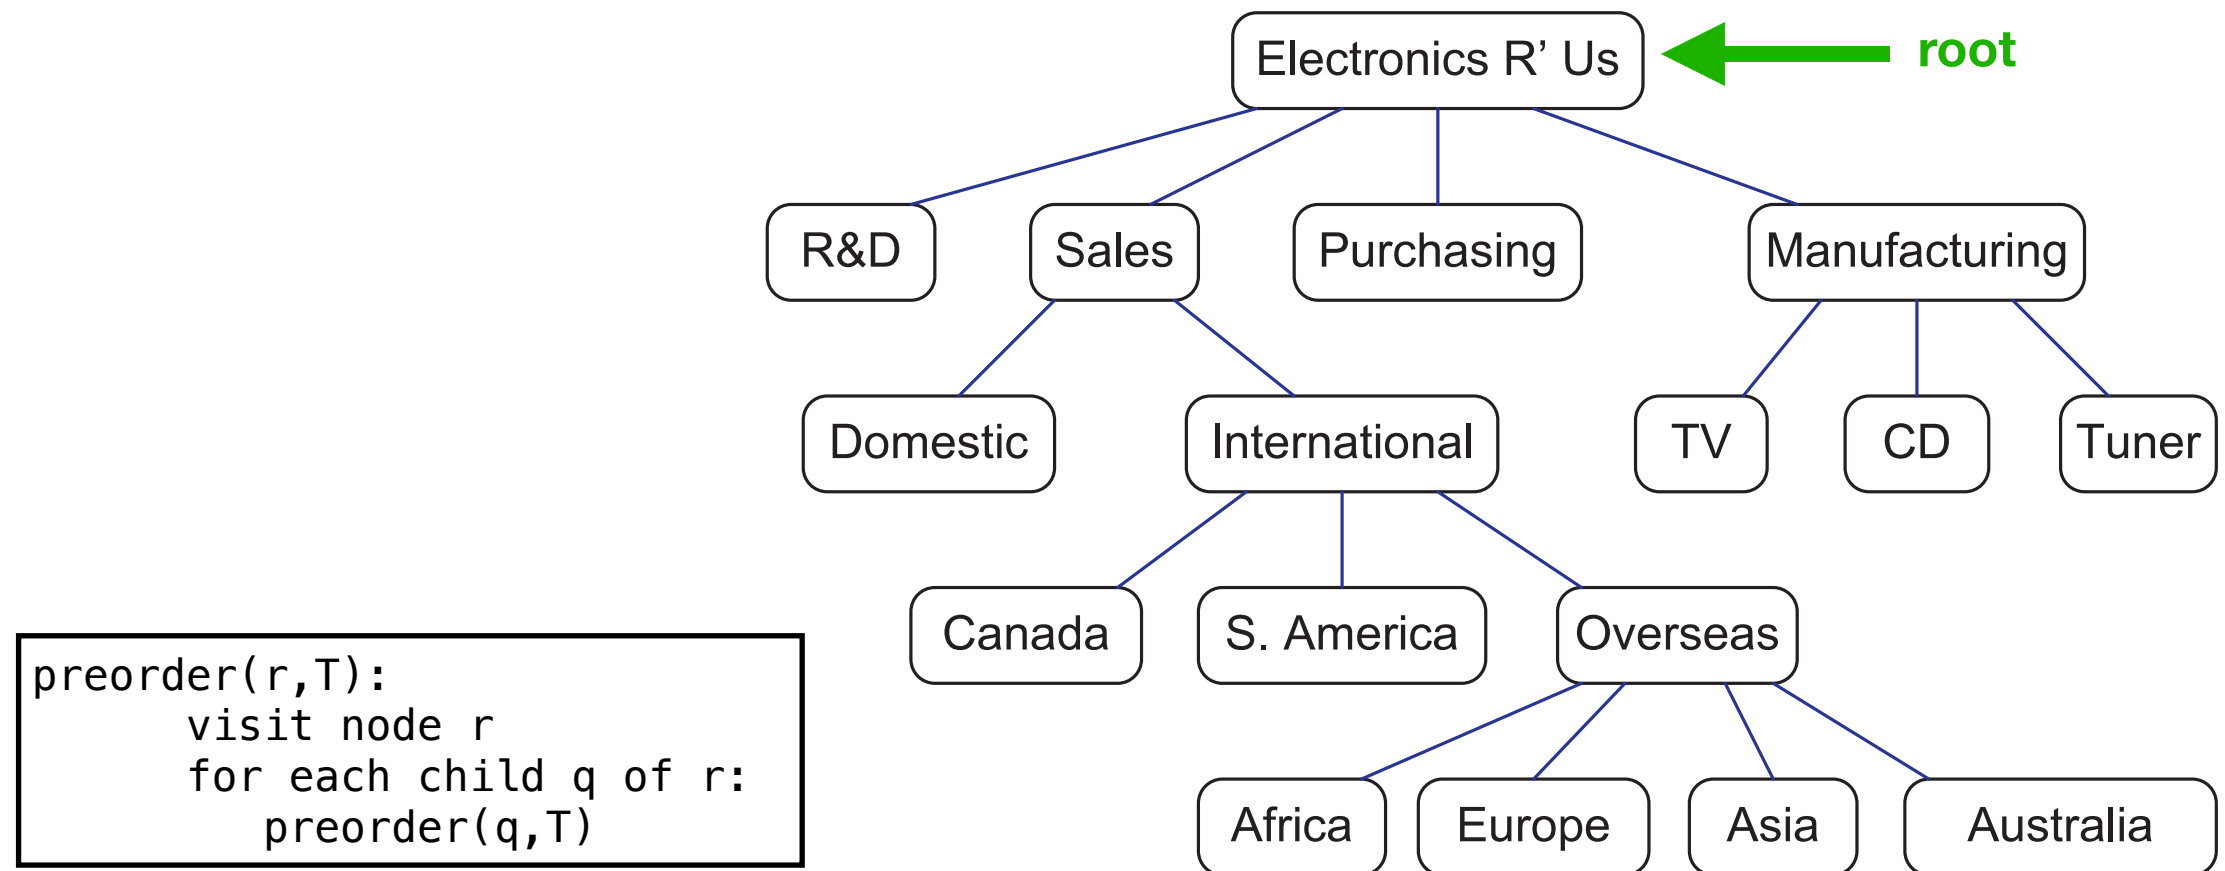 Electronics R’ Us
root
R&D
Sales
Purchasing
Manufacturing
Domestic
International
TV
CD
Tuner
Canada
S. America
Overseas
Africa
Europe
Asia
Australia
preorder(r,T):
visit node r
for each child q of r:
preorder(q,T)